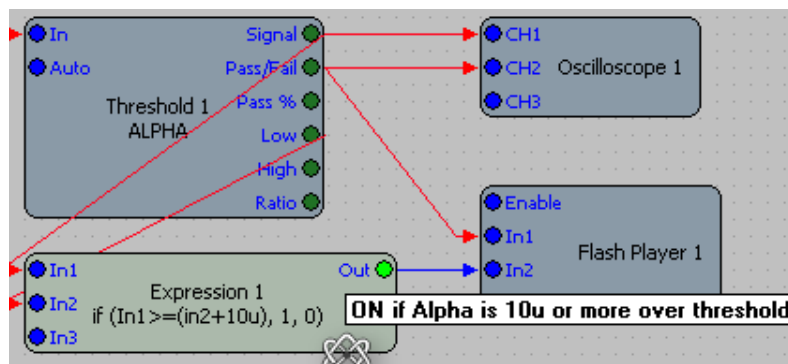 In
Auto
Signal
Pass/Fail
Pass %
Low
High
Ratio
Threshold 1
ALPHA
CH1
CH2
CH3
Oscilloscope 1
Enable
In1
In2
Flash Player 1
In1
In2
In3
Out
Expression 1
if (In1>=(in2+10u), 1, 0)
ON if Alpha is 10u or more over threshold